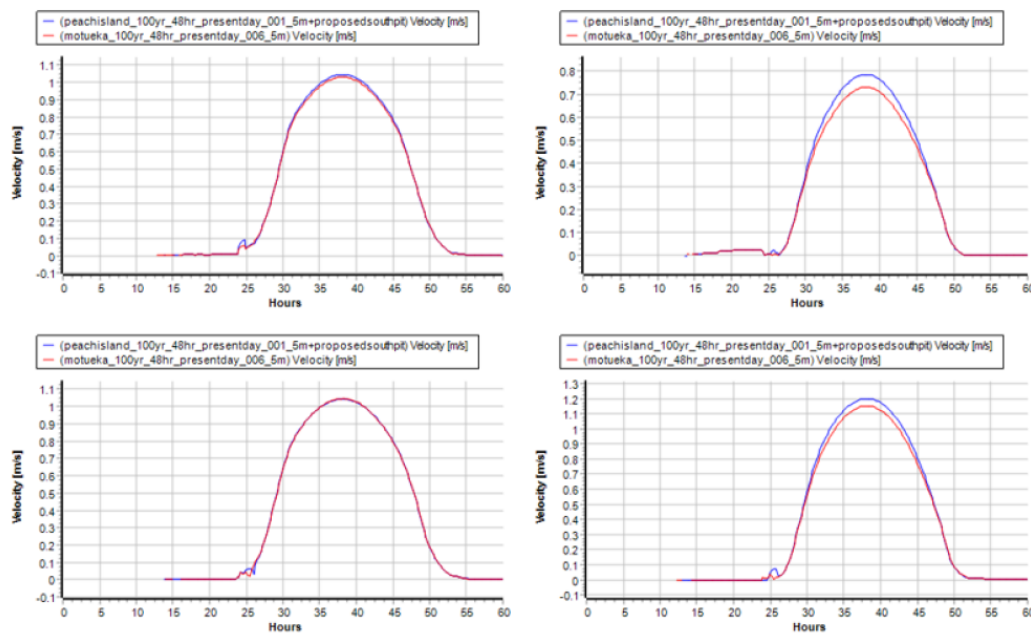 (peachisland_100yr_48hr_presentday_001_5m+proposedsouthpit) Velocity [m/s]
(motueka_100yr_48hr_presentday_006_5m) Velocity [m/s]
1.1
1
0.9
0.8
0.7
0.6
0.5
0.4
0.3
0.2
0.1
0
-0.1
Velocity [m/s]
0 5 10 15 20 25 30 35 40 45 50 55 60
Hours
(peachisland_100yr_48hr_presentday_001_5m+proposedsouthpit) Velocity [m/s]
(motueka_100yr_48hr_presentday_006_5m) Velocity [m/s]
0.8
0.7
0.6
0.5
0.4
0.3
0.2
0.1
0
Velocity [m/s]
0 5 10 15 20 25 30 35 40 45 50 55 60
Hours
(peachisland_100yr_48hr_presentday_001_5m+proposedsouthpit) Velocity [m/s]
(motueka_100yr_48hr_presentday_006_5m) Velocity [m/s]
1.1
1
0.9
0.8
0.7
0.6
0.5
0.4
0.3
0.2
0.1
0
-0.1
Velocity [m/s]
0 5 10 15 20 25 30 35 40 45 50 55 60
Hours
(peachisland_100yr_48hr_presentday_001_5m+proposedsouthpit) Velocity [m/s]
(motueka_100yr_48hr_presentday_006_5m) Velocity [m/s]
1.3
1.2
1.1
1
0.9
0.8
0.7
0.6
0.5
0.4
0.3
0.2
0.1
0
-0.1
Velocity [m/s]
0 5 10 15 20 25 30 35 40 45 50 55 60
Hours